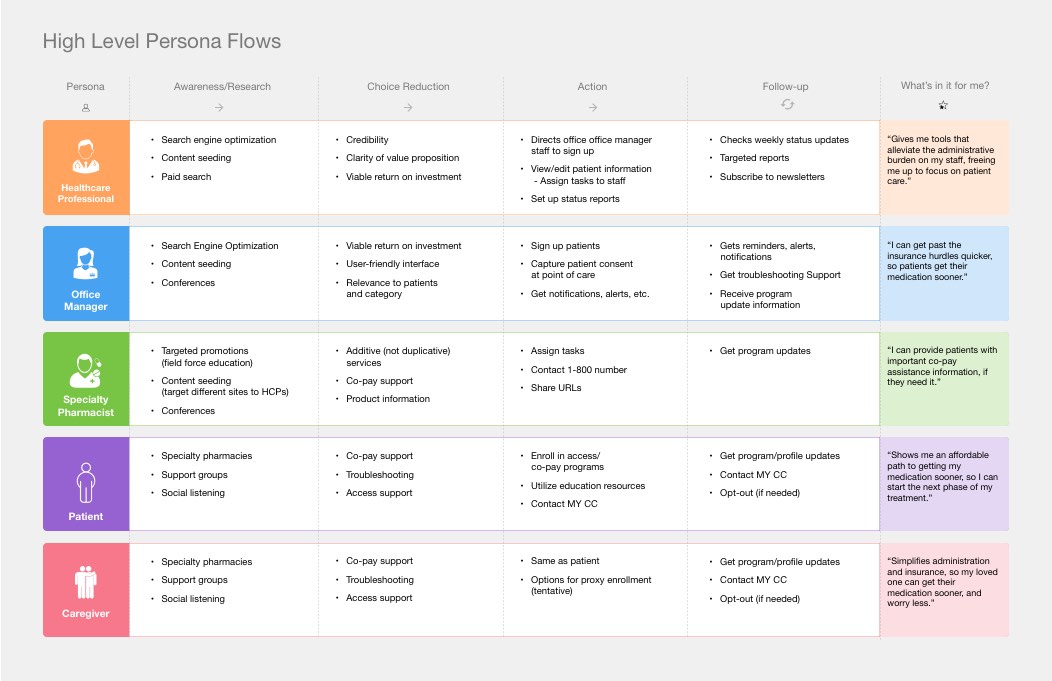 High Level Persona Flows
Persona
Awareness/Research
Choice Reduction
Action
Follow-up
What's in it for me?
Healthcare
Professional
• Search engine optimization
• Content seeding
• Paid search
• Credibility
• Clarity of value proposition
• Viable return on investment
• Directs office office manager
staff to sign up
• View/edit patient information
- Assign tasks to staff
• Set up status reports
• Checks weekly status updates
• Targeted reports
• Subscribe to newsletters
“Gives me tools that
alleviate the administrative
burden on my staff, freeing
me up to focus on patient
care.”
Office
Manager
• Search Engine Optimization
• Content seeding
• Conferences
• Viable return on investment
• User-friendly interface
• Relevance to patients
and category
• Sign up patients
• Capture patient consent
at point of care
• Get notifications, alerts, etc.
• Gets reminders, alerts,
notifications
• Get troubleshooting Support
• Receive program
update information
“I can get past the
insurance hurdles quicker,
so patients get their
medication sooner.”
Specialty
Pharmacist
• Targeted promotions
(field force education)
• Content seeding
(target different sites to HCPs)
• Conferences
• Additive (not duplicative)
services
• Co-pay support
• Product information
• Assign tasks
• Contact 1-800 number
• Share URLs
• Get program updates
“I can provide patients with
important co-pay
assistance information, if
they need it.”
Patient
• Specialty pharmacies
• Support groups
• Social listening
• Co-pay support
• Troubleshooting
• Access support
• Enroll in access/
co-pay programs
• Utilize education resources
• Contact MY CC
• Get program/profile updates
• Contact MY CC
• Opt-out (if needed)
“Shows me an affordable
path to getting my
medication sooner, so I can
start the next phase of my
treatment.”
Caregiver
• Specialty pharmacies
• Support groups
• Social listening
• Co-pay support
• Troubleshooting
• Access support
• Same as patient
• Options for proxy enrollment
(tentative)
• Get program/profile updates
• Contact MY CC
• Opt-out (if needed)
“Simplifies administration
and insurance, so my loved
one can get their
medication sooner, and
worry less.”